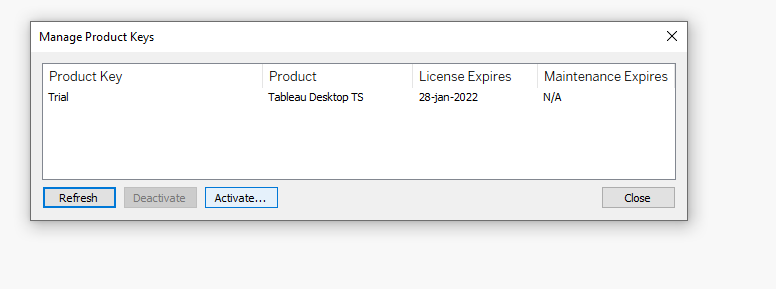 Manage Product Keys
Product Key Product License Expires Maintenance Expires
Trial Tableau Desktop TS 28-jan-2022 N/A
Refresh Deactivate Activate... Close